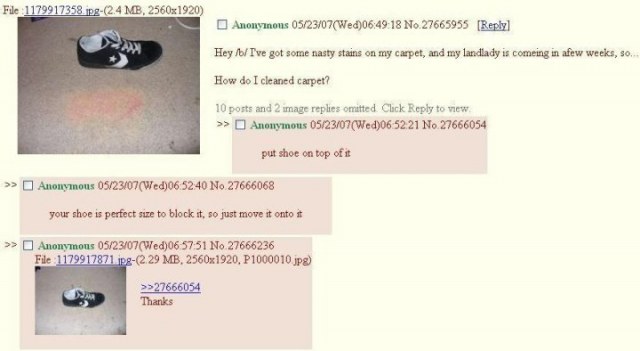 File :1179917358.jpg-(2.4 MB, 2560x1920)
Anonymous 05/23/07(Wed)06:49:18 No.27665955 [Reply]
Hey /b/ I've got some nasty stains on my carpet, and my landlady is comeing in afew weeks, so...
How do I cleaned carpet?
10 posts and 2 image replies omitted. Click Reply to view.
>> Anonymous 05/23/07(Wed)06:52:21 No.27666054
put shoe on top of it
>> Anonymous 05/23/07(Wed)06:52:40 No.27666068
your shoe is perfect size to block it, so just move it onto it
>> Anonymous 05/23/07(Wed)06:57:51 No.27666236
File :1179917871.jpg-(2.29 MB, 2560x1920, P1000010.jpg)
>>27666054
Thanks